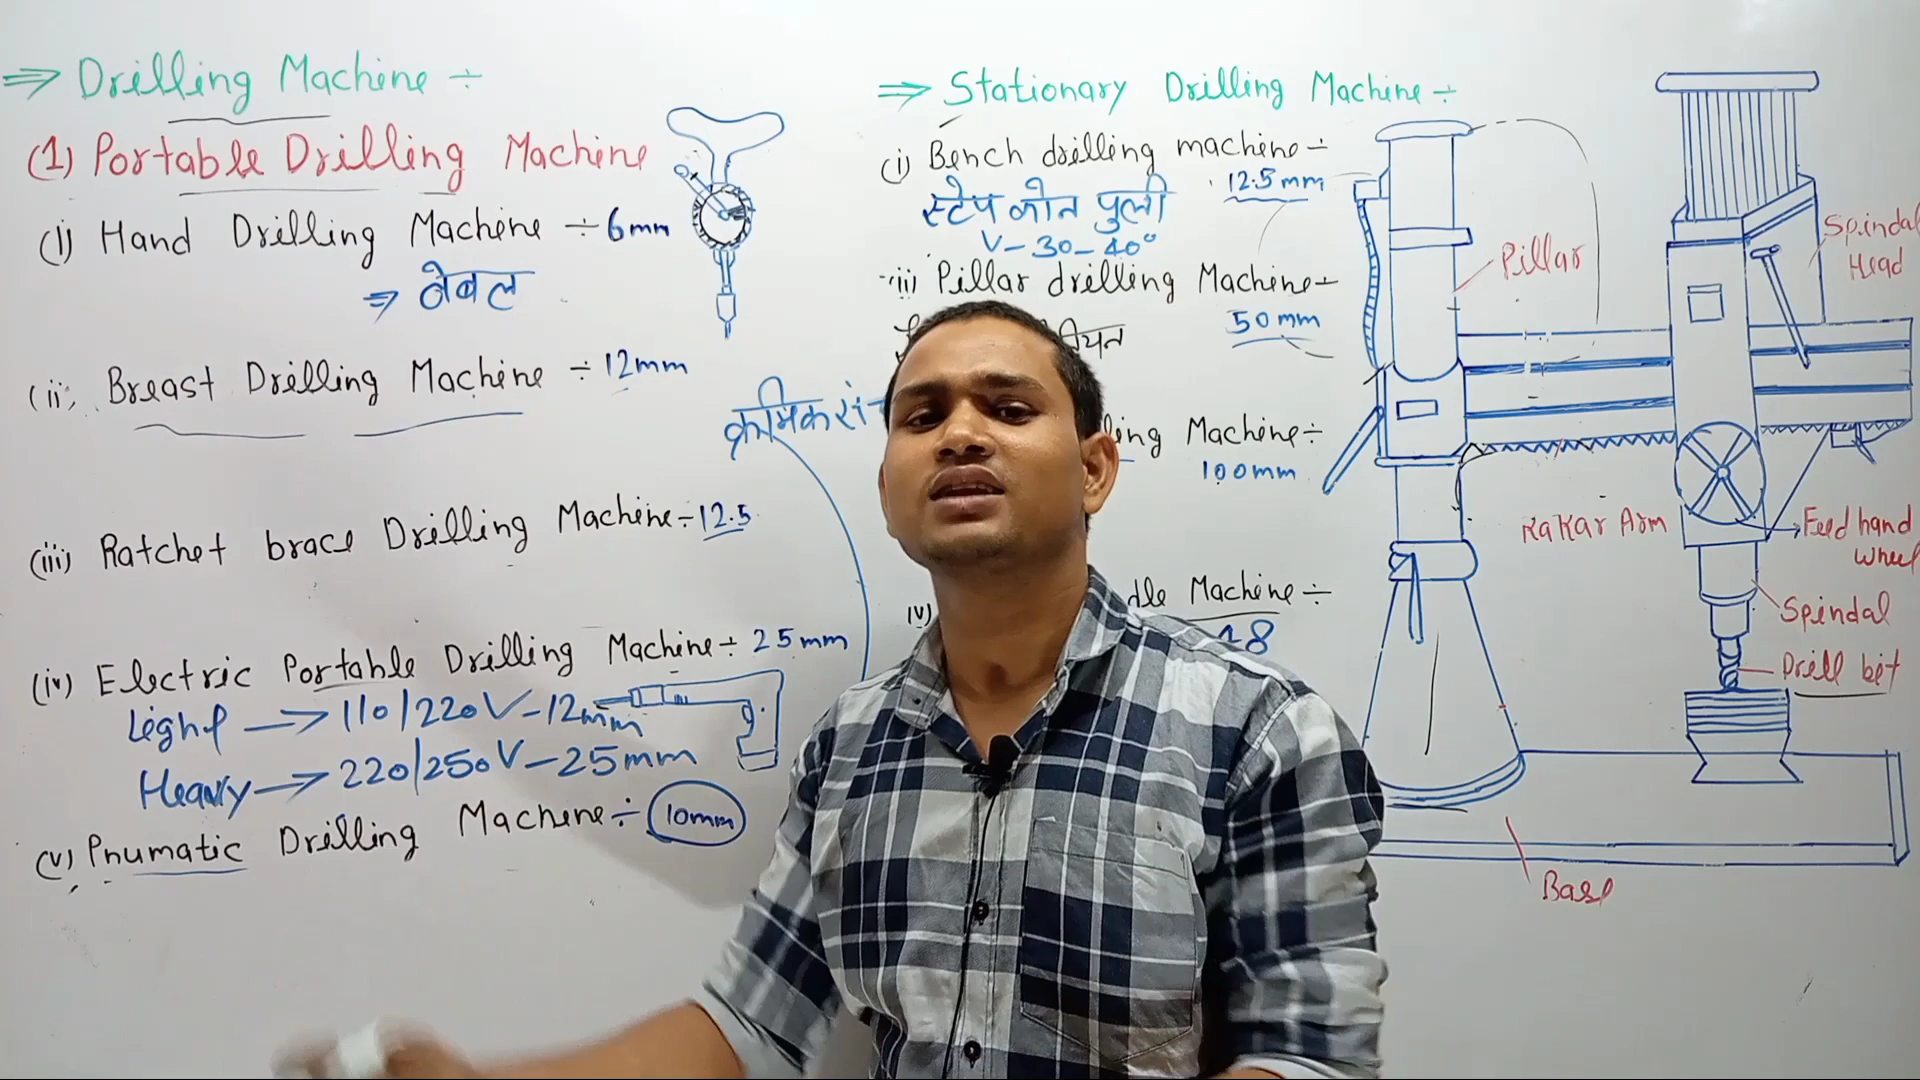 ⇒ Drilling Machine ÷
(1) Portable Drilling Machine
(i) Hand Drilling Machine ÷ 6mm
⇒ वेबल
(ii) Breast Drilling Machine ÷ 12mm
(iii) Ratchet brace Drilling Machine ÷ 12.5
(iv) Electric Portable Drilling Machine ÷ 25mm
Light → 110/220V-12mm
Heavy → 220/250V-25mm
(v) Pnumatic Drilling Machine ÷ 10mm
⇒ Stationary Drilling Machine ÷
(i) Bench drilling machine ÷
12.5mm
स्टेप कोन पुली
V-30-40°
(ii) Pillar drilling Machine ÷
50mm
ling Machine ÷
100mm
iv) dle Machine ÷
18
Pillar
Spindal Head
RaKar Arm
Feed hand wheel
Spindal
Drill bit
Base